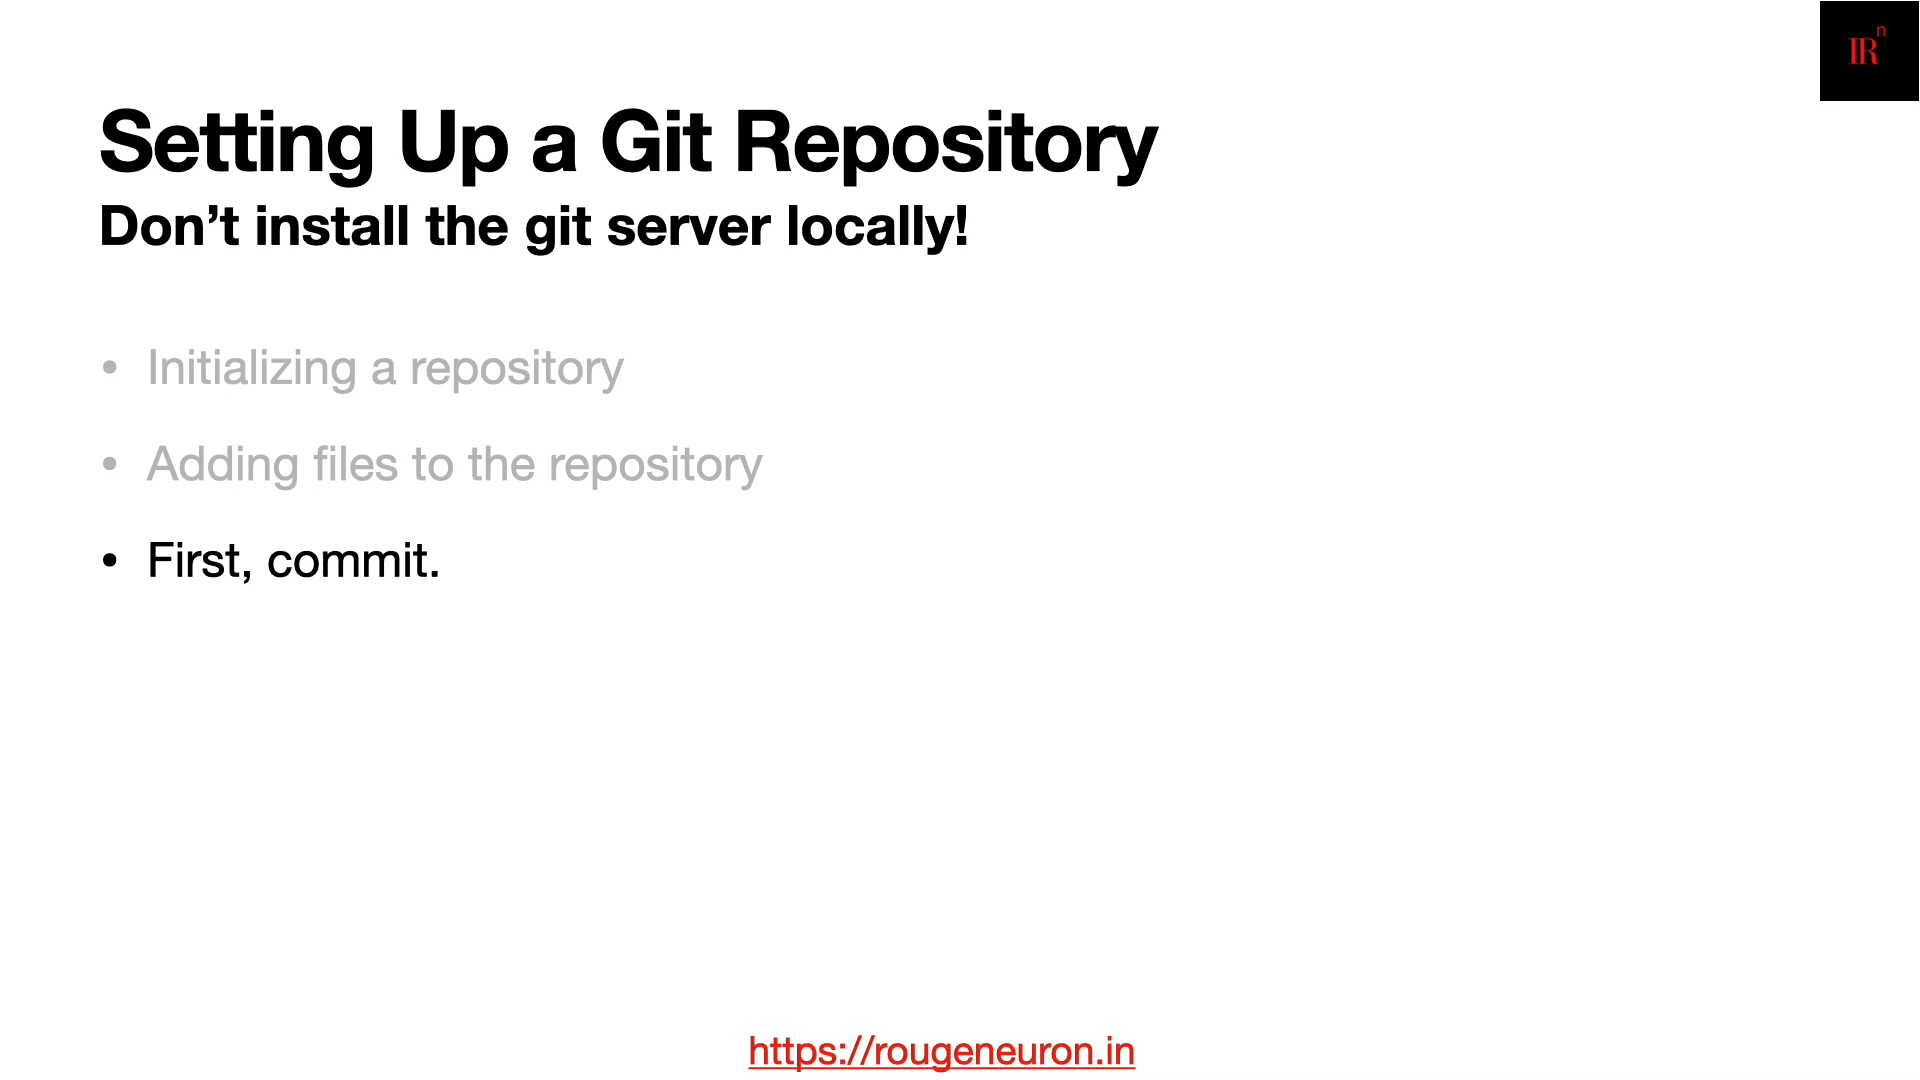 IRn
Setting Up a Git Repository
Don’t install the git server locally!
• Initializing a repository
• Adding files to the repository
• First, commit.
https://rougeneuron.in